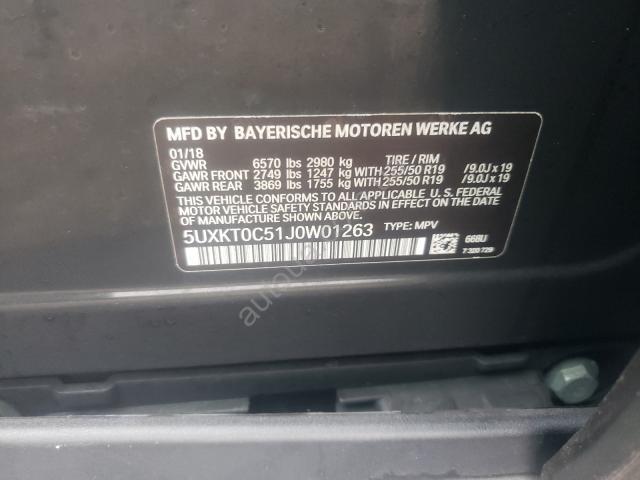 MFD BY BAYERISCHE MOTOREN WERKE AG
01/18
GVWR 6570 lbs 2980 kg TIRE / RIM
GAWR FRONT 2749 lbs 1247 kg WITH 255/50 R19 /9.0J x 19
GAWR REAR 3869 lbs 1755 kg WITH 255/50 R19 /9.0J x 19
THIS VEHICLE CONFORMS TO ALL APPLICABLE U.S. FEDERAL
MOTOR VEHICLE SAFETY STANDARDS IN
EFFECT ON THE DATE OF MANUFACTURE SHOWN ABOVE.
5UXKT0C51J0W01263 TYPE: MPV
668U
7 320 729